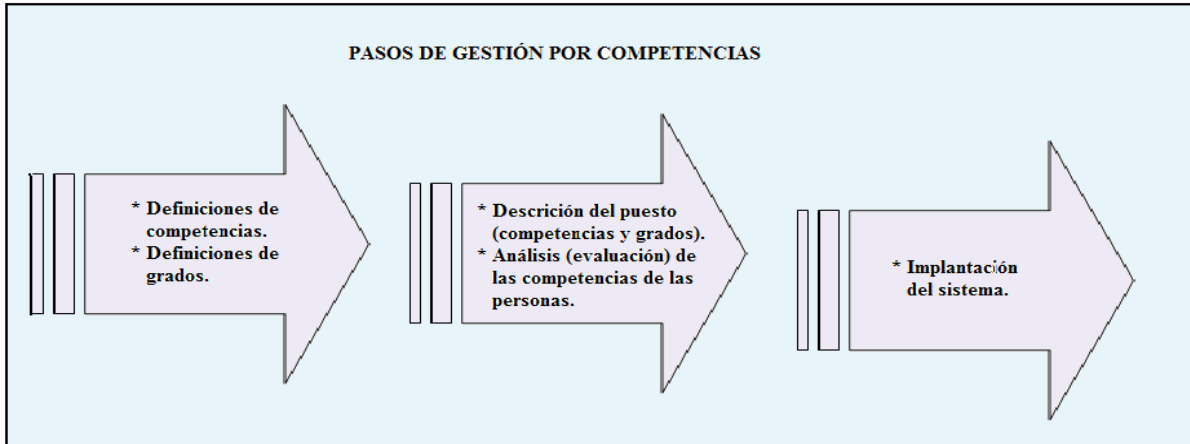 PASOS DE GESTIÓN POR COMPETENCIAS
* Definiciones de
competencias.
* Definiciones de
grados.
* Descrición del puesto
(competencias y grados).
* Análisis (evaluación) de
las competencias de las
personas.
* Implantación
del sistema.